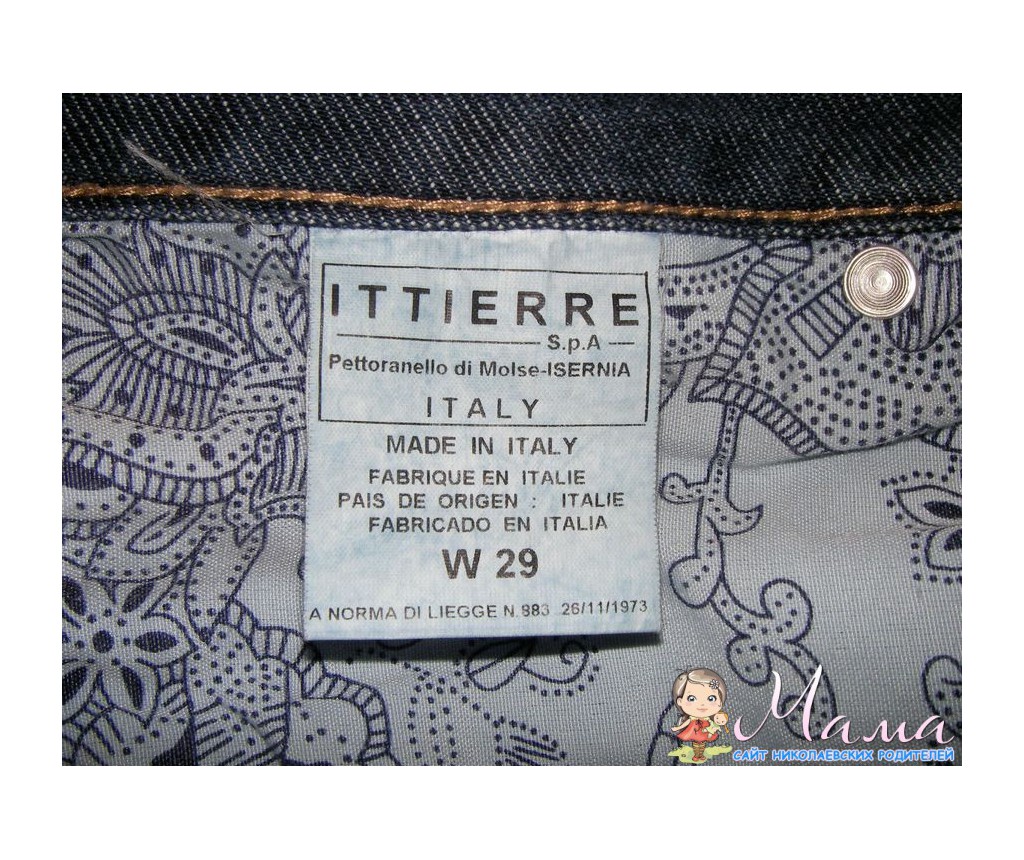 ITTIERRE
S.p.A
Pettoranello di Molse-ISERNIA
ITALY
MADE IN ITALY
FABRIQUE EN ITALIE
PAIS DE ORIGEN : ITALIE
FABRICADO EN ITALIA
W 29
A NORMA DI LIEGGE N.883 26/11/1973
Мама
САЙТ НИКОЛАЕВСКИХ РОДИТЕЛЕЙ